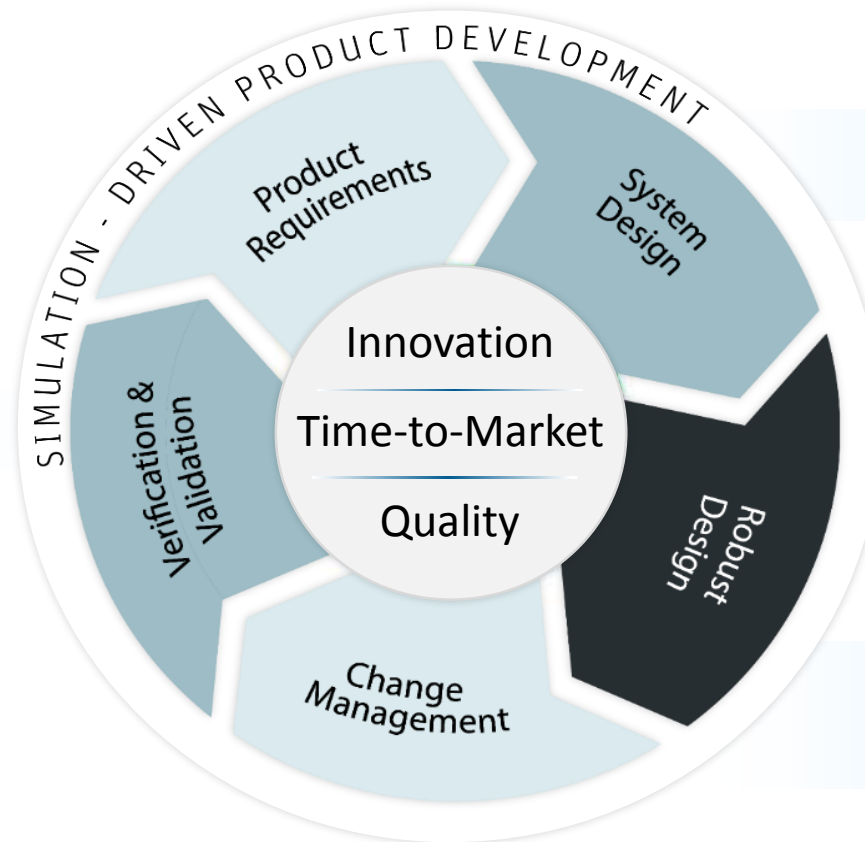 SIMULATION - DRIVEN PRODUCT DEVELOPMENT
Product
Requirements
System
Design
Robust
Design
Change
Management
Verification &
Validation
Innovation
Time-to-Market
Quality